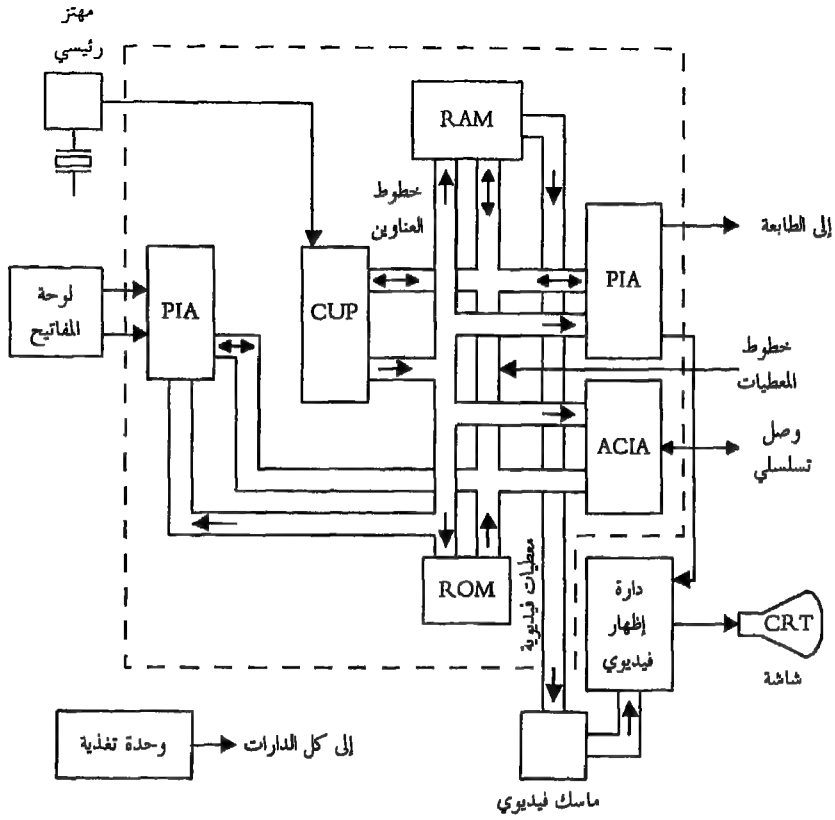 مهتز
رئيسي
RAM
خطوط
العناوين
إلى الطابعة
PIA
PIA
CUP
لوحة
المفاتيح
خطوط
المعطيات
وصل
تسلسلي
ACIA
ROM
معطيات فيديوية
دارة
إظهار
فيديوي
CRT
شاشة
وحدة تغذية
إلى كل الدارات
ماسك فيديوي